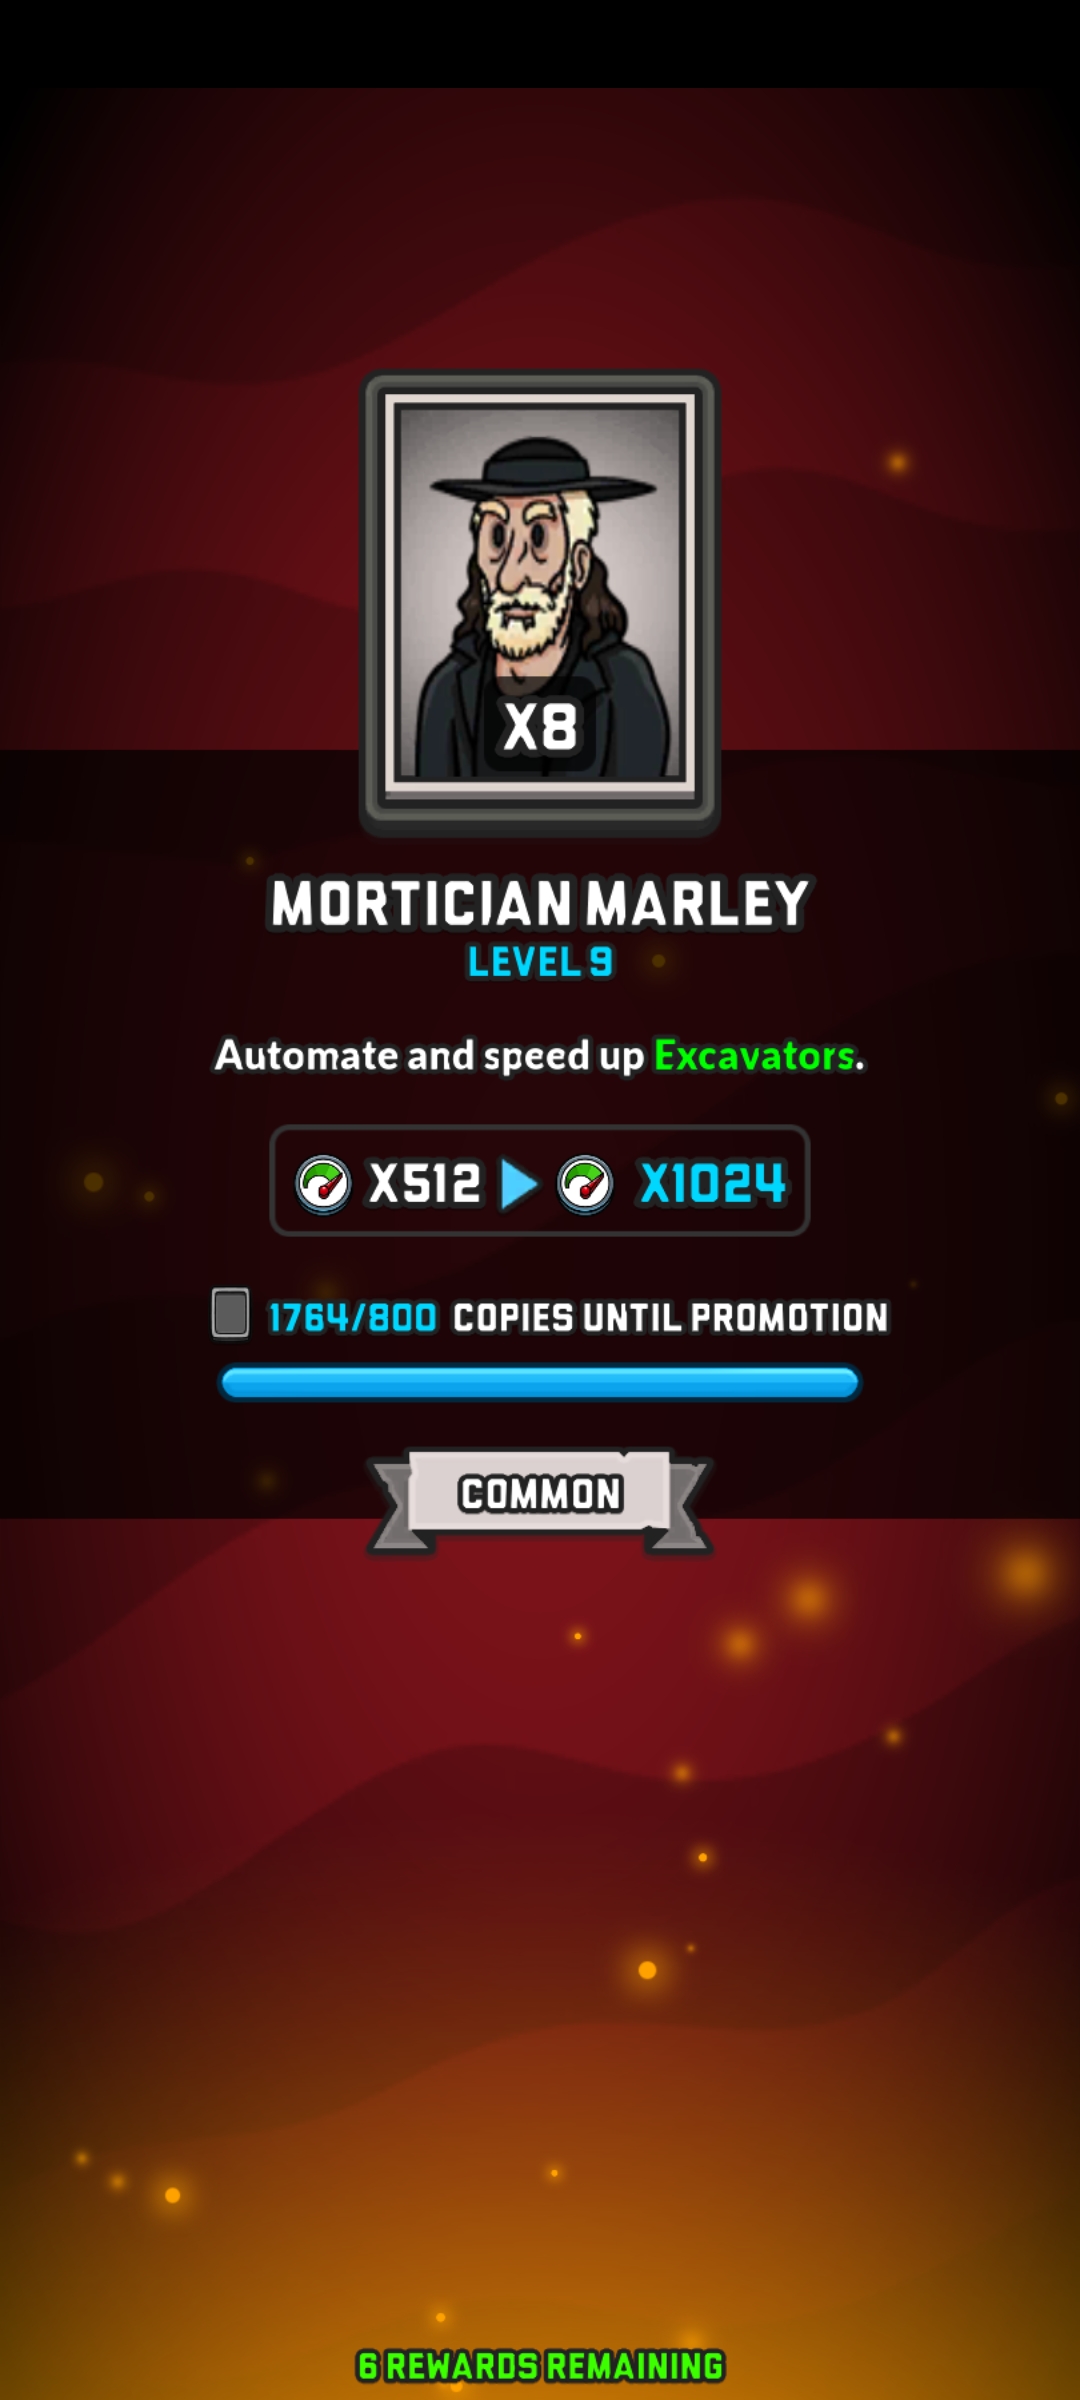 X8
MORTICIAN MARLEY
LEVEL 9
Automate and speed up Excavators.
X512 X1024
1764/800 COPIES UNTIL PROMOTION
COMMON
6 REWARDS REMAINING